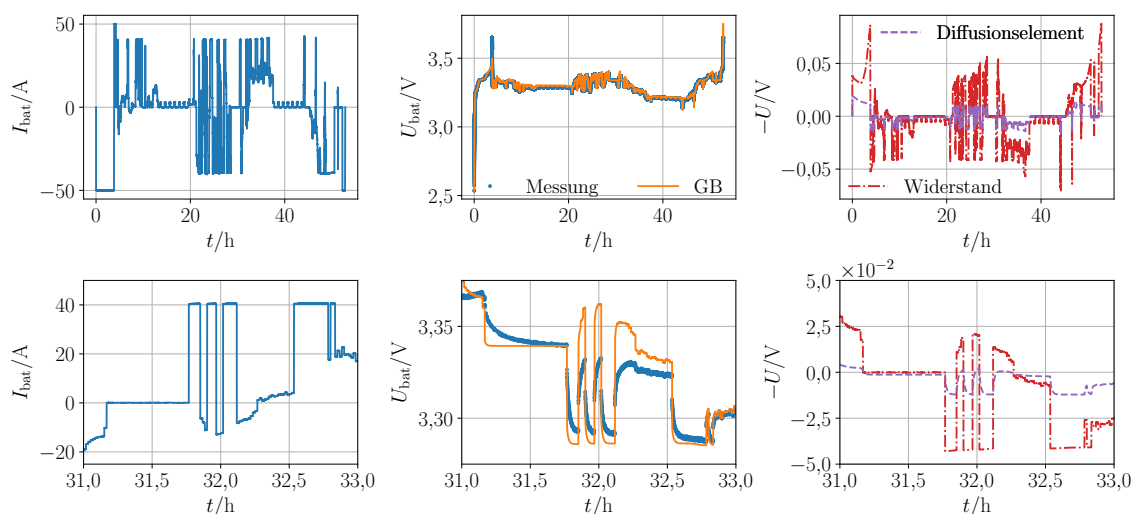 50
0
−50
I_bat/A
0
20
40
t/h
3,5
3,0
2,5
U_bat/V
Messung
GB
0
20
40
t/h
Diffusionselement
0,05
0,00
−0,05
−U/V
Widerstand
0
20
40
t/h
40
20
0
−20
I_bat/A
31,0
31,5
32,0
32,5
33,0
t/h
3,35
3,30
U_bat/V
31,0
31,5
32,0
32,5
33,0
t/h
×10⁻²
5,0
2,5
0,0
−2,5
−5,0
−U/V
31,0
31,5
32,0
32,5
33,0
t/h